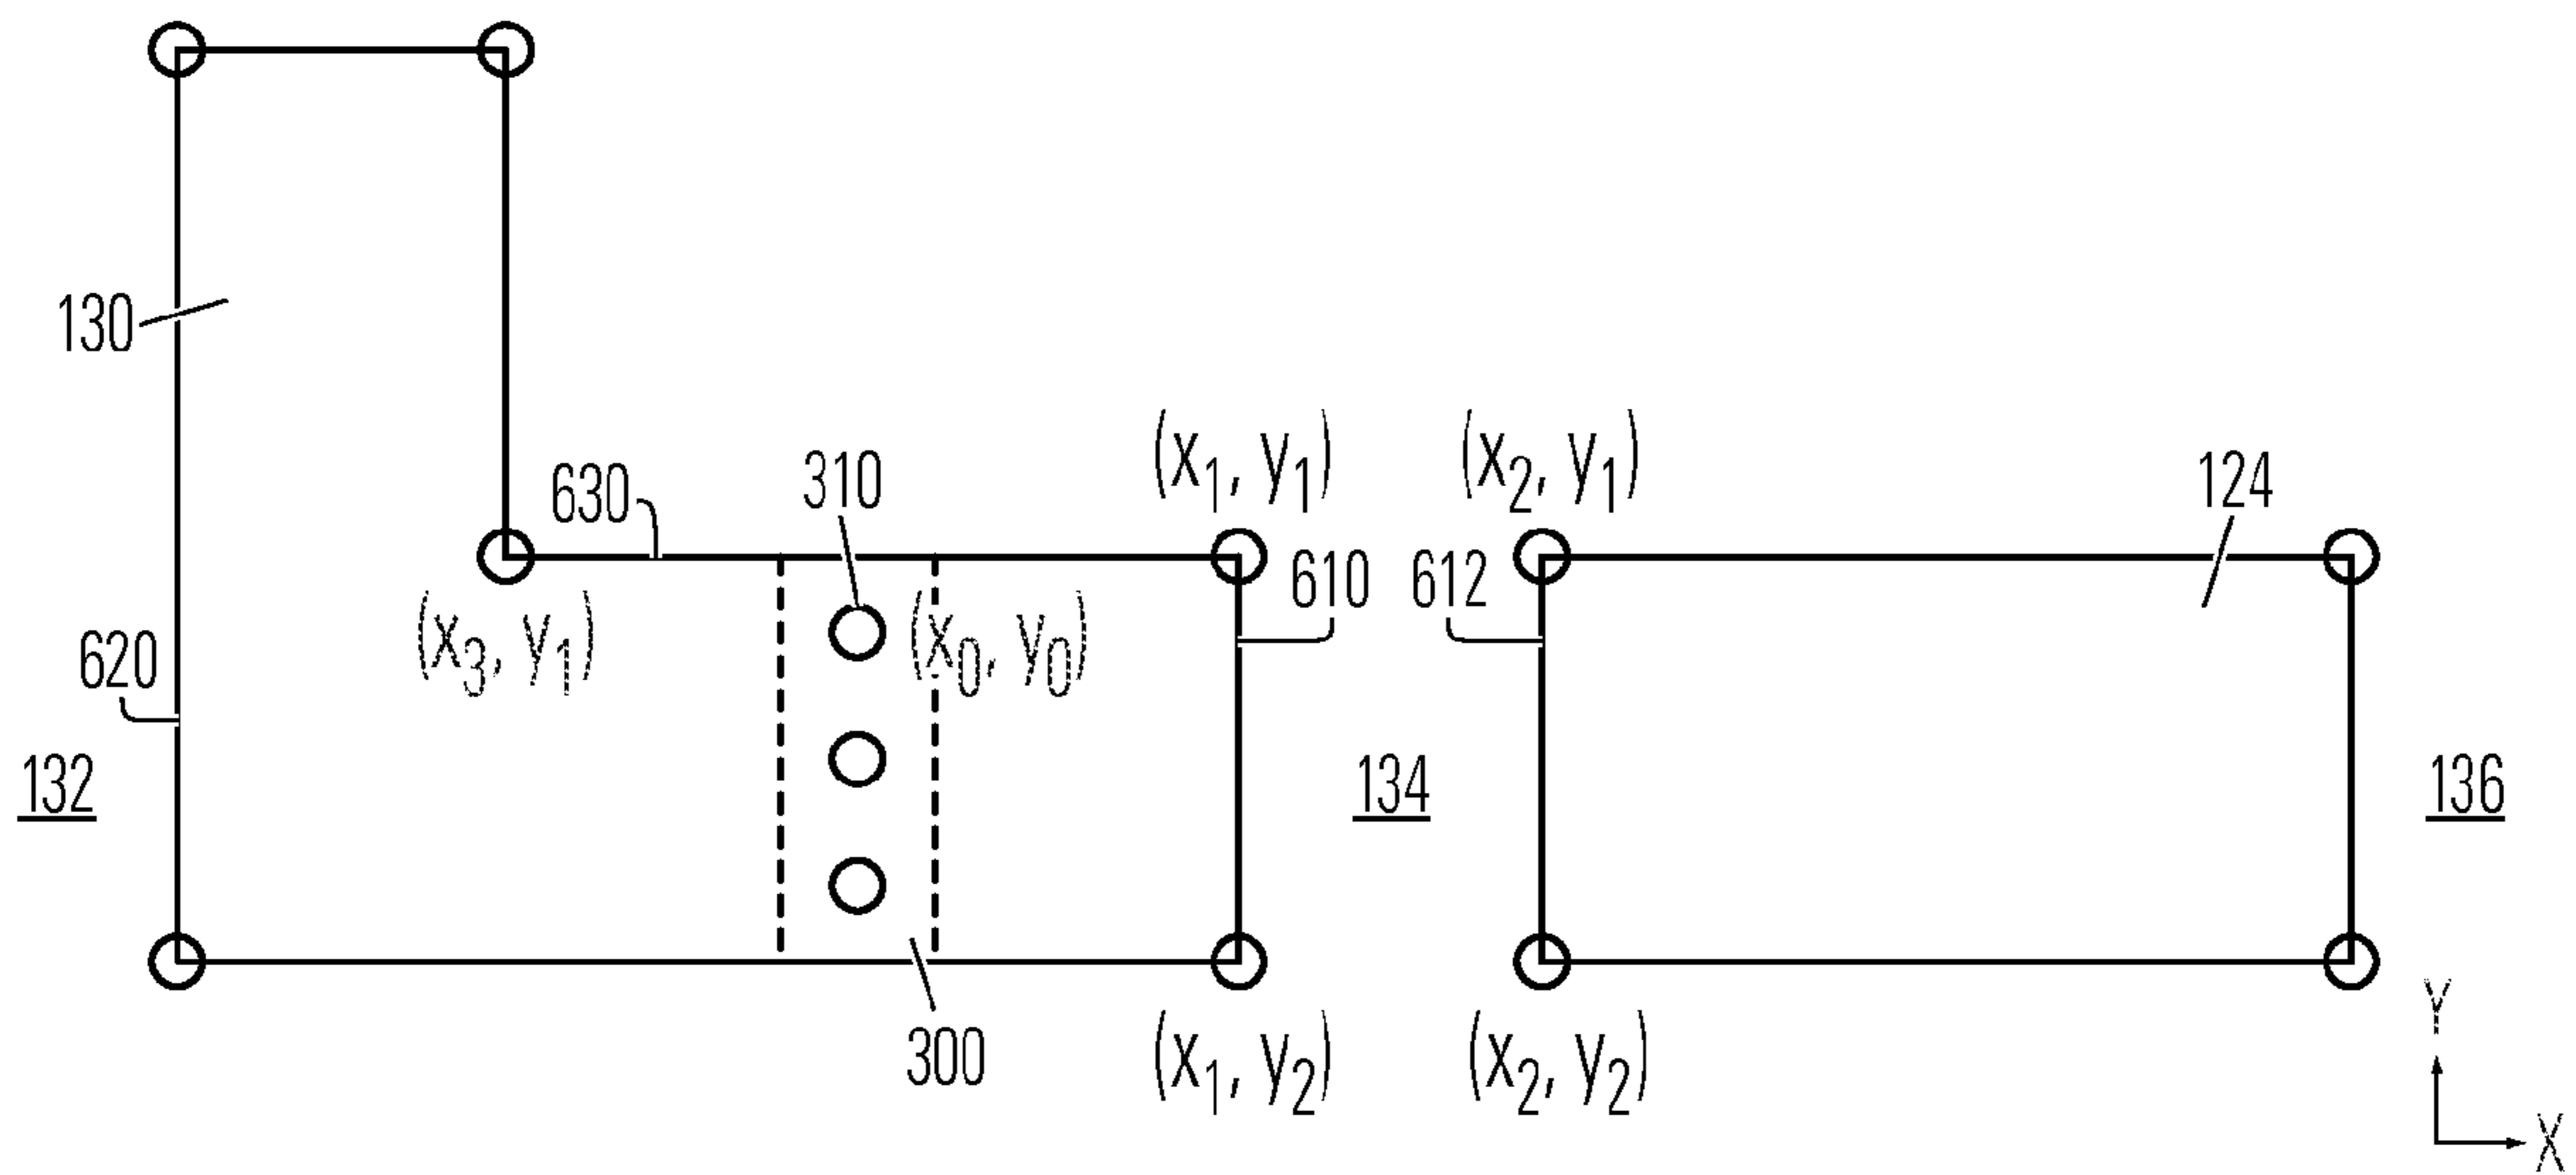 130
630
310
(x₁, y₁)
(x₂, y₁)
124
610
612
(x₃, y₁)
(x₀, y₀)
620
132
134
136
300
(x₁, y₂)
(x₂, y₂)
Y
X